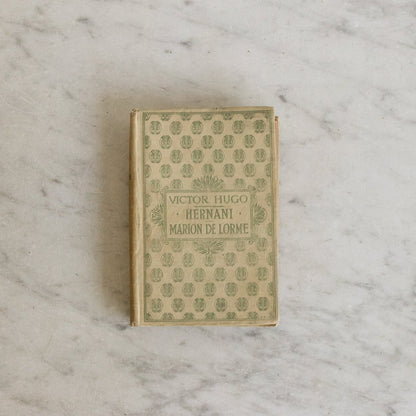 VICTOR HUGO
HERNANI
MARION DE LORME